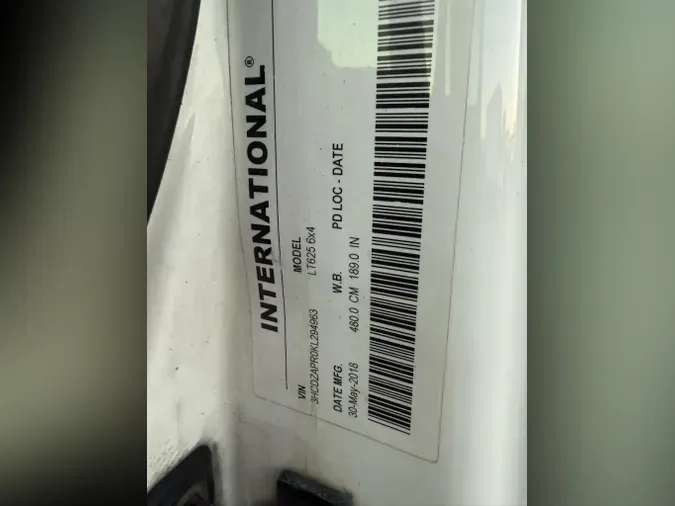 INTERNATIONAL®
VIN MODEL
3HCDZAPR0KL294963 LT625 6x4
DATE MFG. W.B. PD LOC - DATE
30-May-2018 480.0 CM 189.0 IN